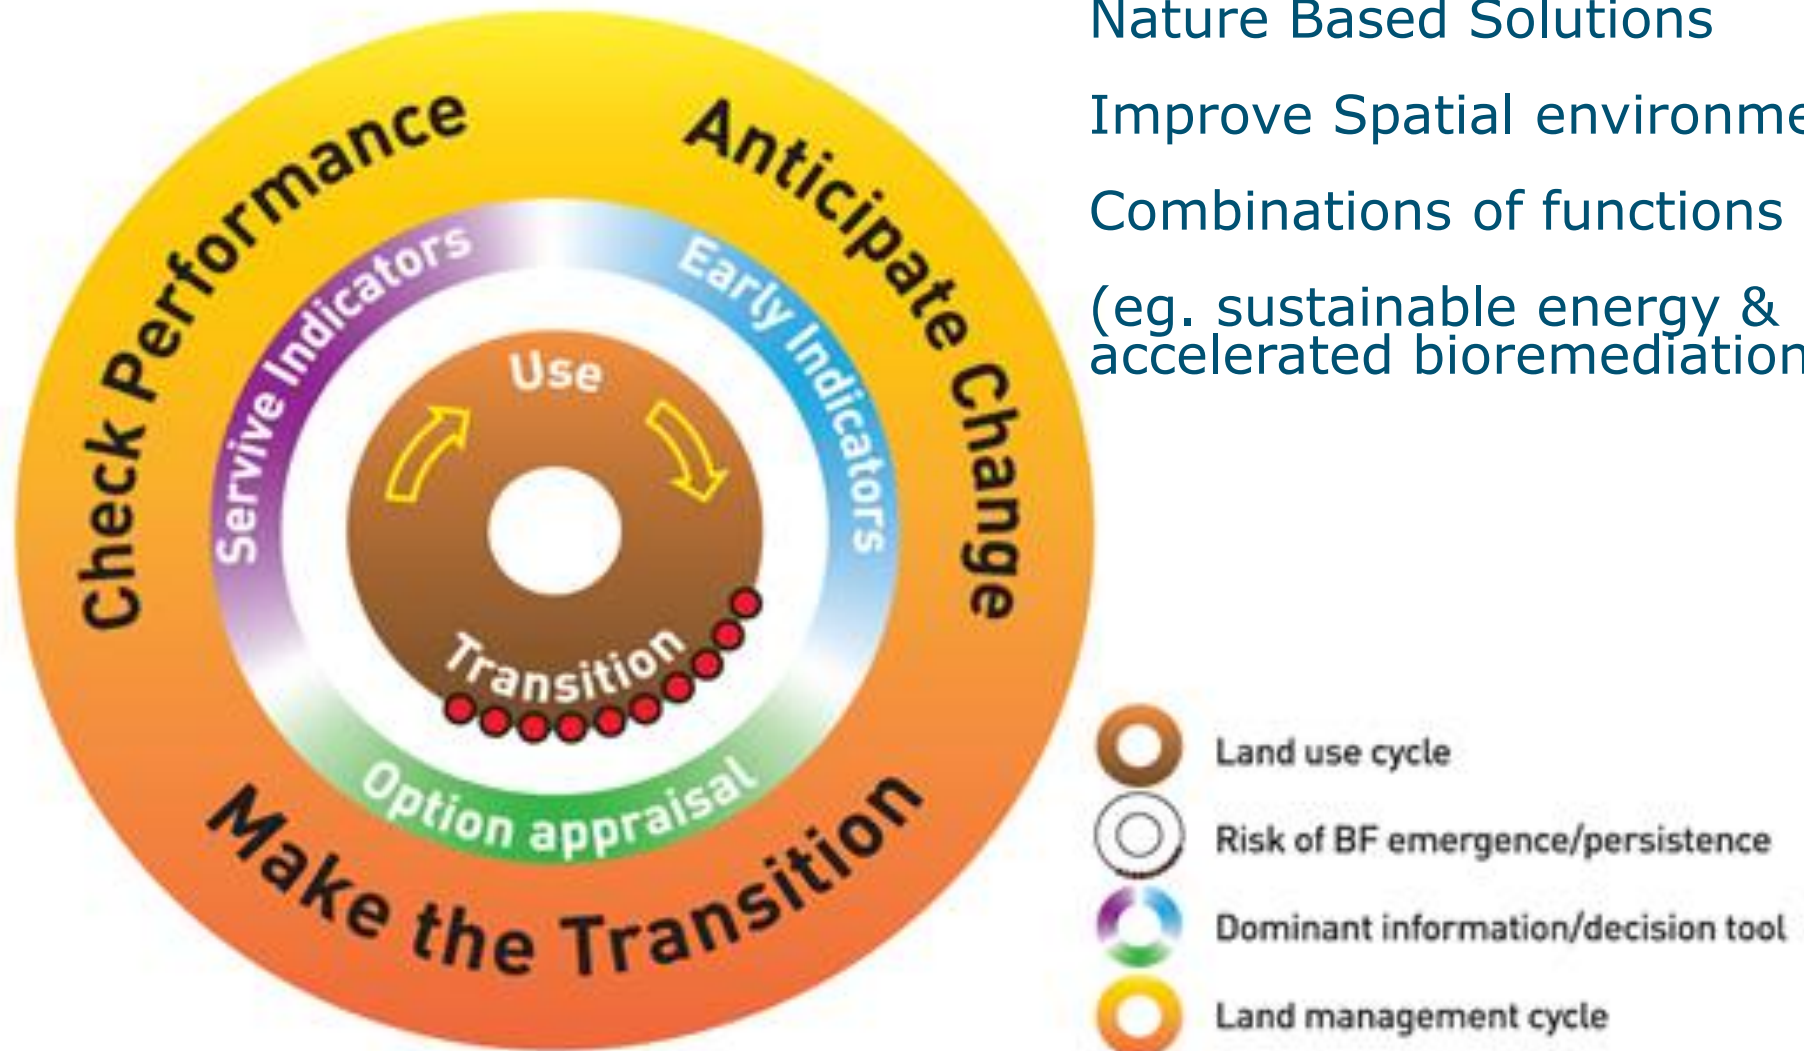 Nature Based Solutions
Improve Spatial environme
Combinations of functions
(eg. sustainable energy &
accelerated bioremediation
Check Performance
Anticipate Change
Servive Indicators
Early Indicators
Use
Transition
Option appraisal
Make the Transition
Land use cycle
Risk of BF emergence/persistence
Dominant information/decision tool
Land management cycle